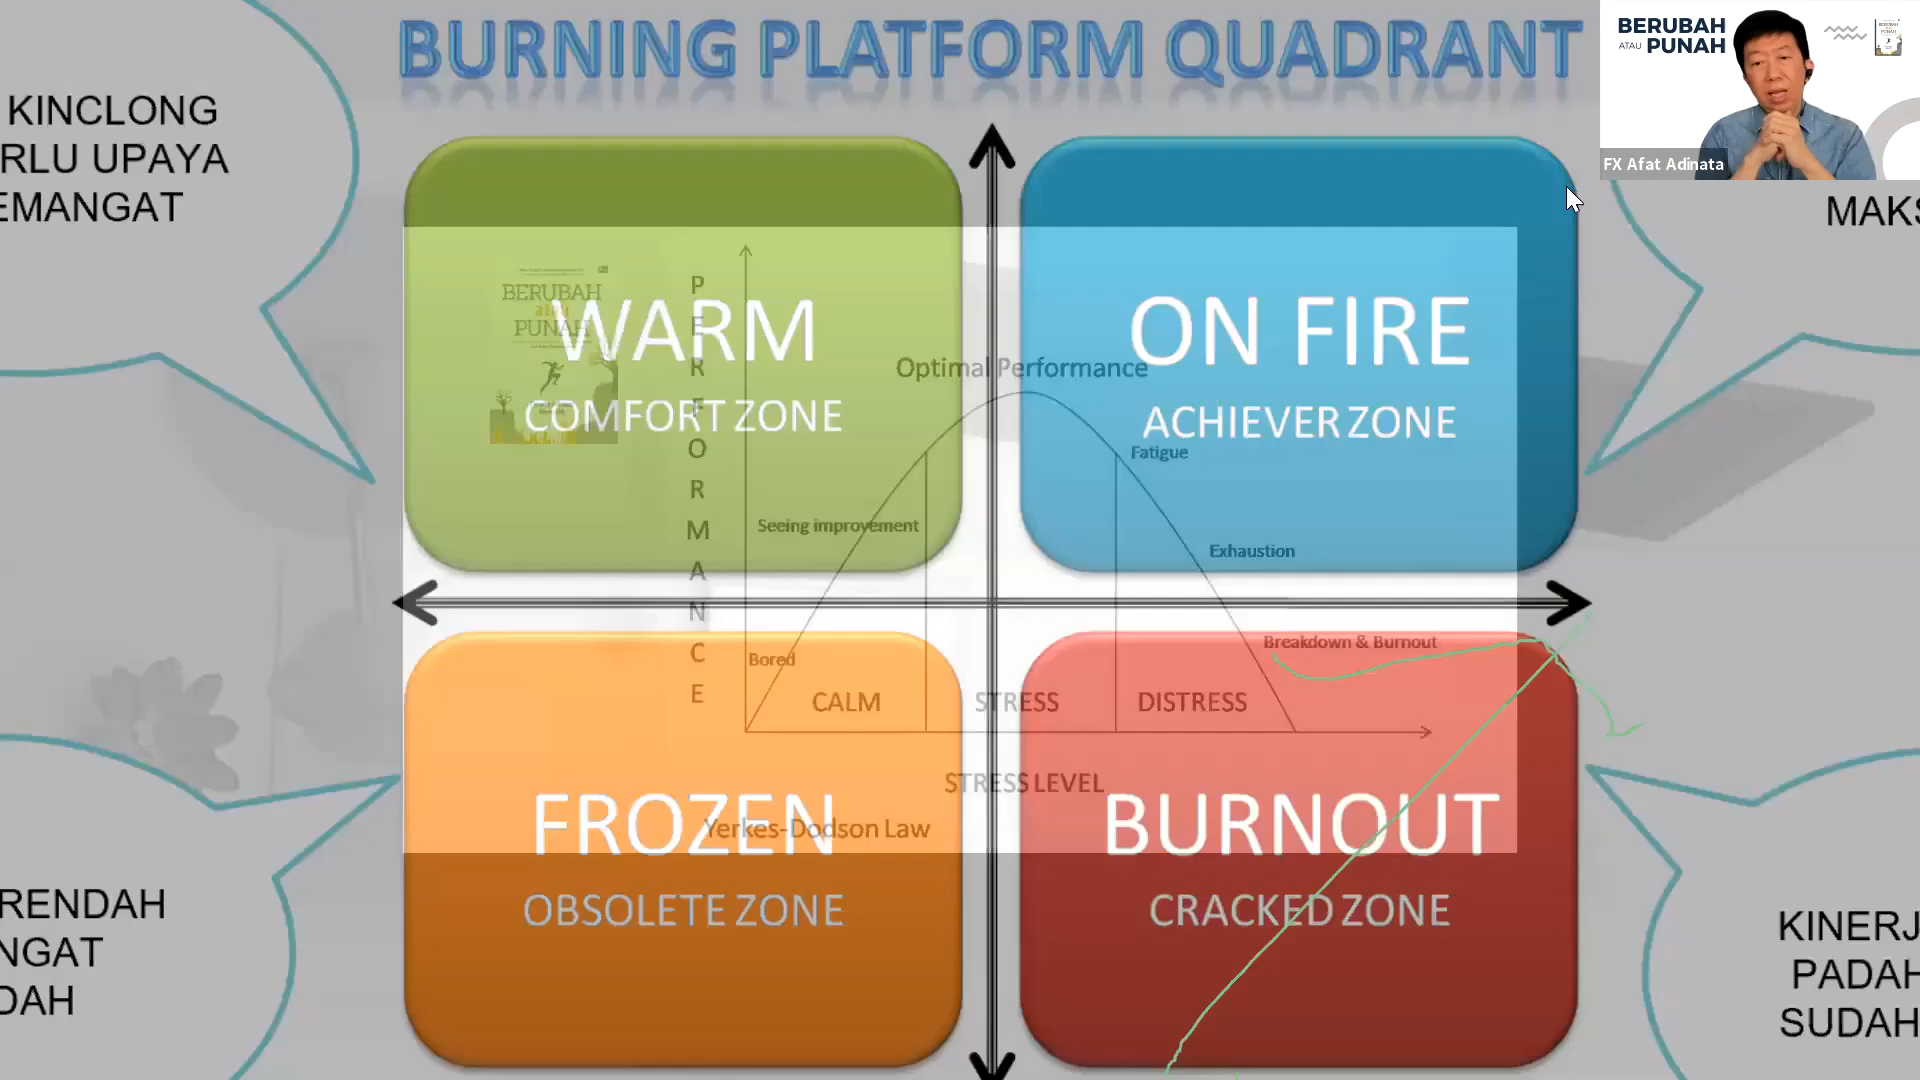 BURNING PLATFORM QUADRANT
BERUBAH
ATAU PUNAH
FX Afat Adinata
KINCLONG
RLU UPAYA
EMANGAT
MAKS
WARM
COMFORT ZONE
ON FIRE
ACHIEVER ZONE
BERUBAH
atau
PUNAH
PERFORMANCE
Optimal Performance
Fatigue
Seeing improvement
Exhaustion
Bored
Breakdown & Burnout
CALM
STRESS
DISTRESS
STRESS LEVEL
Yerkes-Dodson Law
FROZEN
OBSOLETE ZONE
BURNOUT
CRACKED ZONE
RENDAH
NGAT
DAH
KINERJ
PADAH
SUDAH